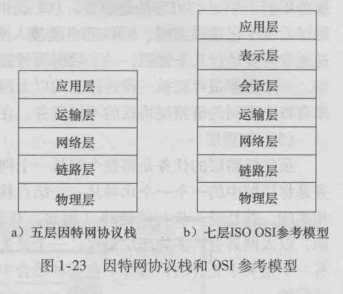 应用层
运输层
网络层
链路层
物理层
a）五层因特网协议栈
应用层
表示层
会话层
运输层
网络层
链路层
物理层
b）七层ISO OSI参考模型
图 1-23 因特网协议栈和 OSI 参考模型